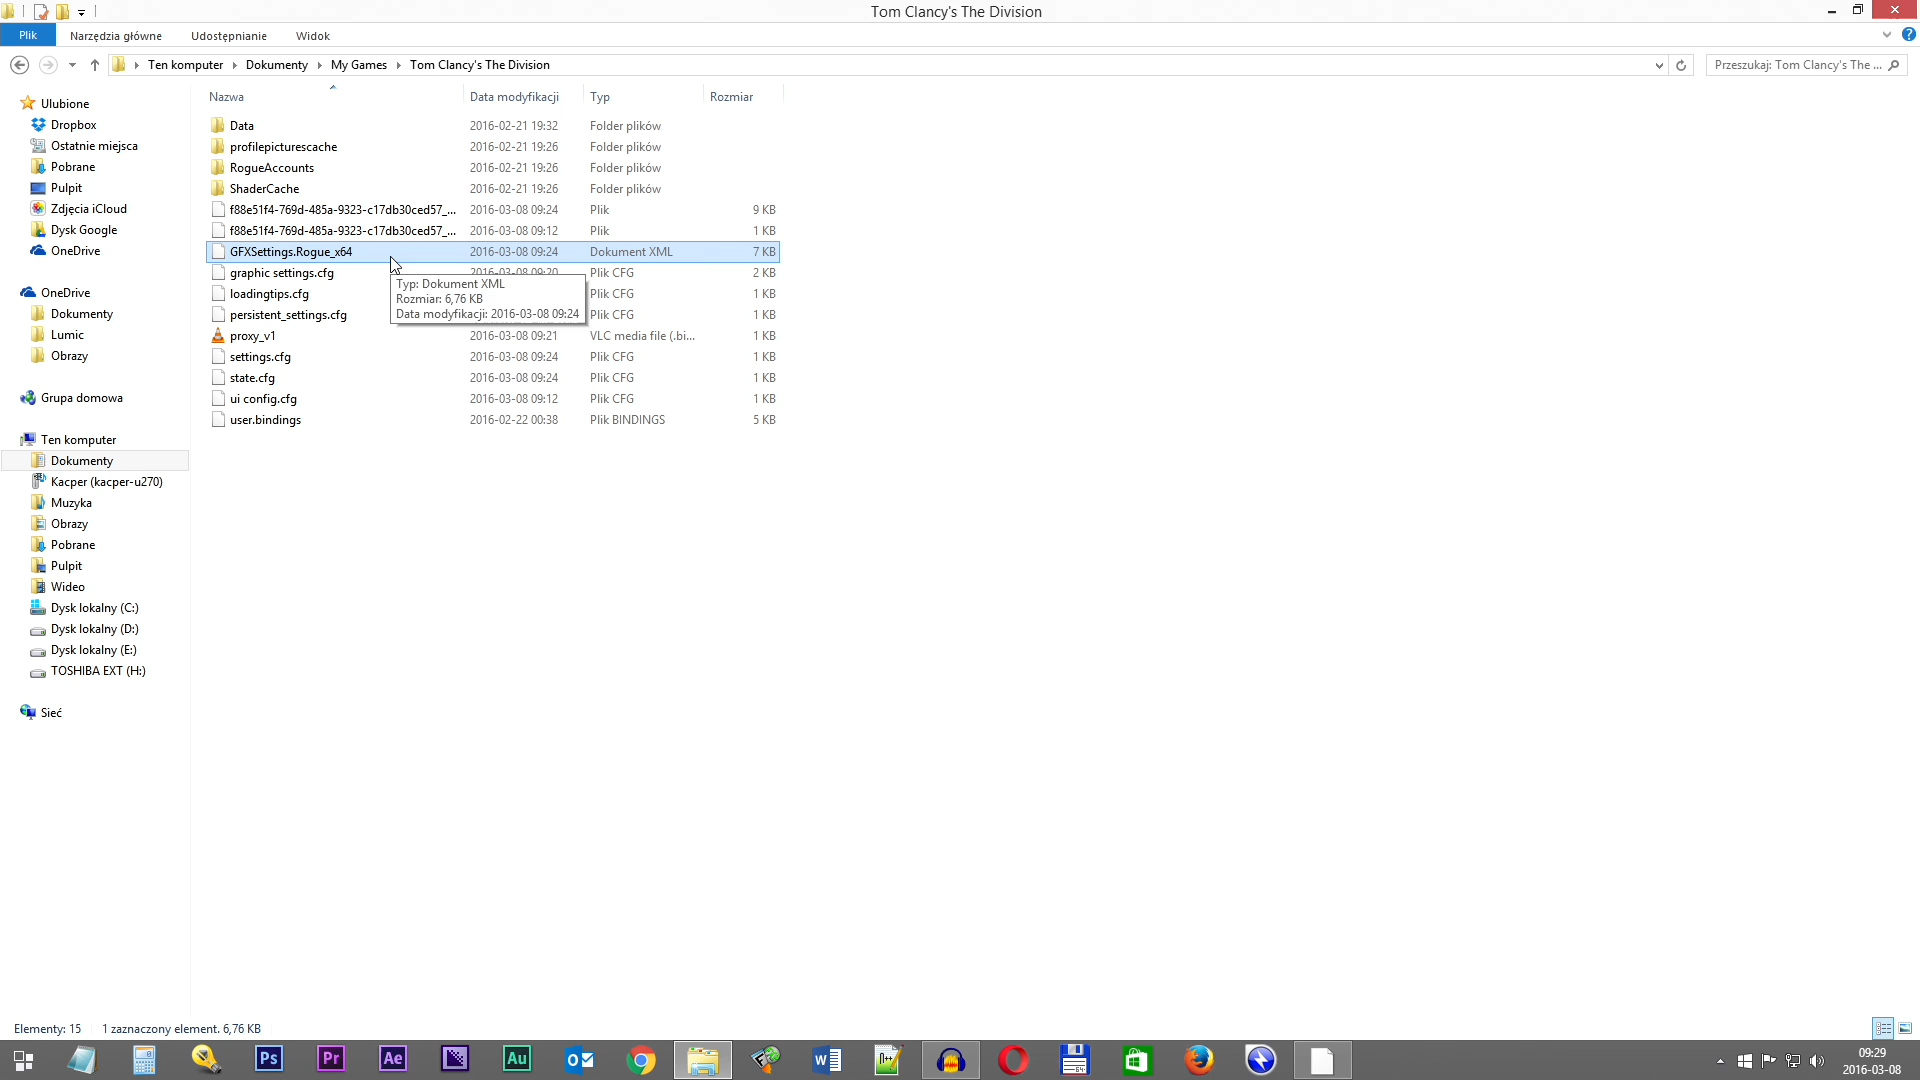 Tom Clancy's The Division
Plik Narzędzia główne Udostępnianie Widok
Ten komputer Dokumenty My Games Tom Clancy's The Division
Przeszukaj: Tom Clancy's The ...
Nazwa Data modyfikacji Typ Rozmiar
Data 2016-02-21 19:32 Folder plików
profilepicturescache 2016-02-21 19:26 Folder plików
RogueAccounts 2016-02-21 19:26 Folder plików
ShaderCache 2016-02-21 19:26 Folder plików
f88e51f4-769d-485a-9323-c17db30ced57_... 2016-03-08 09:24 Plik 9 KB
f88e51f4-769d-485a-9323-c17db30ced57_... 2016-03-08 09:12 Plik 1 KB
GFXSettings.Rogue_x64 2016-03-08 09:24 Dokument XML 7 KB
graphic settings.cfg 2016-03-08 09:20 Plik CFG 2 KB
loadingtips.cfg Plik CFG 1 KB
persistent_settings.cfg Plik CFG 1 KB
proxy_v1 2016-03-08 09:21 VLC media file (.bi... 1 KB
settings.cfg 2016-03-08 09:24 Plik CFG 1 KB
state.cfg 2016-03-08 09:24 Plik CFG 1 KB
ui config.cfg 2016-03-08 09:12 Plik CFG 1 KB
user.bindings 2016-02-22 00:38 Plik BINDINGS 5 KB
Typ: Dokument XML
Rozmiar: 6,76 KB
Data modyfikacji: 2016-03-08 09:24
Ulubione
Dropbox
Ostatnie miejsca
Pobrane
Pulpit
Zdjęcia iCloud
Dysk Google
OneDrive
OneDrive
Dokumenty
Lumic
Obrazy
Grupa domowa
Ten komputer
Dokumenty
Kacper (kacper-u270)
Muzyka
Obrazy
Pobrane
Pulpit
Wideo
Dysk lokalny (C:)
Dysk lokalny (D:)
Dysk lokalny (E:)
TOSHIBA EXT (H:)
Sieć
Elementy: 15 1 zaznaczony element. 6,76 KB
Ps Pr Ae Au
09:29
2016-03-08